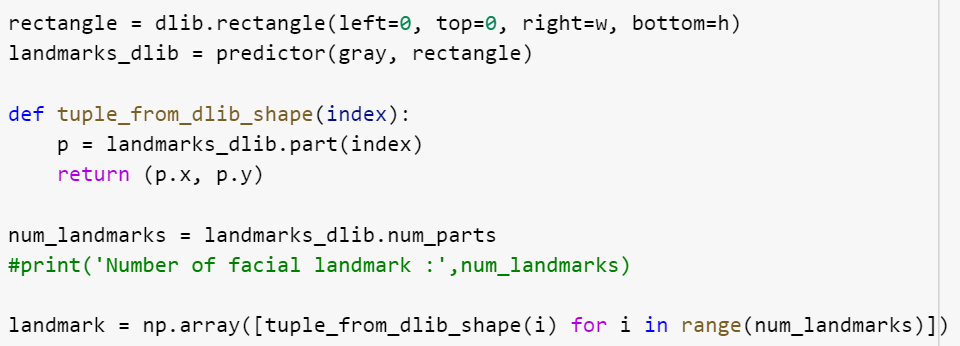 rectangle = dlib.rectangle(left=0, top=0, right=w, bottom=h)
landmarks_dlib = predictor(gray, rectangle)
def tuple_from_dlib_shape(index):
    p = landmarks_dlib.part(index)
    return (p.x, p.y)
num_landmarks = landmarks_dlib.num_parts
#print('Number of facial landmark :',num_landmarks)
landmark = np.array([tuple_from_dlib_shape(i) for i in range(num_landmarks)])